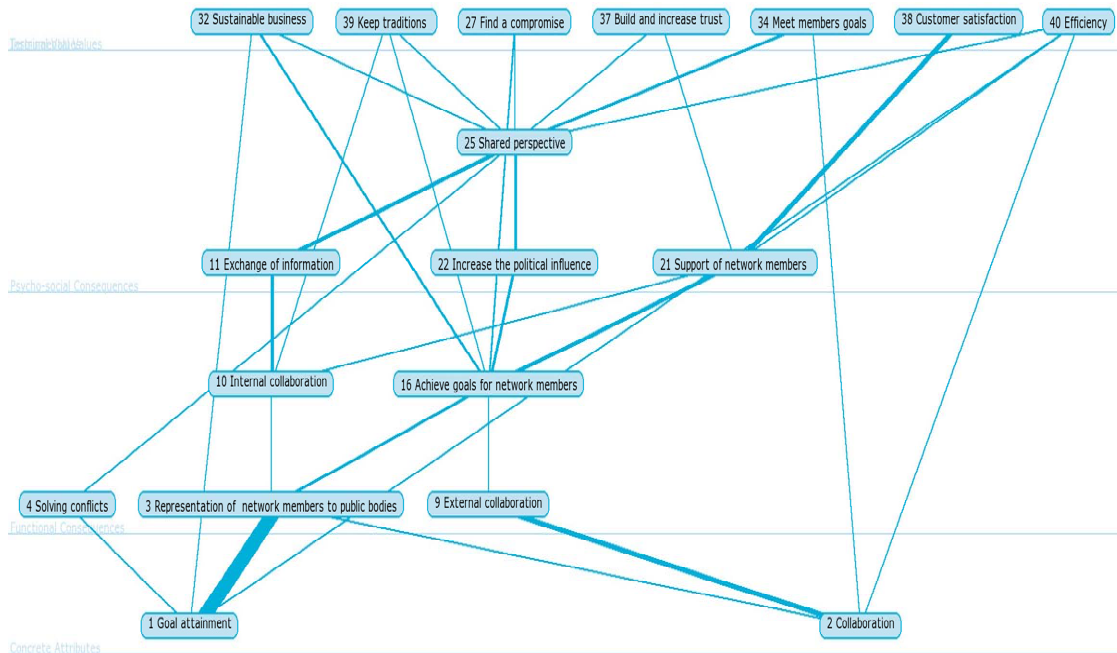 32 Sustainable business
39 Keep traditions
27 Find a compromise
37 Build and increase trust
34 Meet members goals
38 Customer satisfaction
40 Efficiency
Values
25 Shared perspective
11 Exchange of information
22 Increase the political influence
21 Support of network members
Psycho-social Consequences
10 Internal collaboration
16 Achieve goals for network members
4 Solving conflicts
3 Representation of network members to public bodies
9 External collaboration
Functional Consequences
1 Goal attainment
2 Collaboration
Concrete Attributes